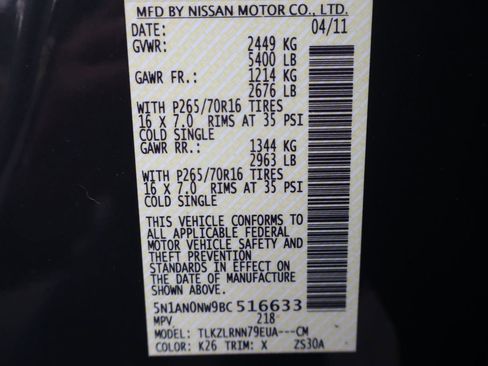 MFD BY NISSAN MOTOR CO., LTD.
DATE: 04/11
GVWR: 2449 KG
5400 LB
GAWR FR.: 1214 KG
2676 LB
WITH P265/70R16 TIRES
16 X 7.0 RIMS AT 35 PSI
COLD SINGLE
GAWR RR.: 1344 KG
2963 LB
WITH P265/70R16 TIRES
16 X 7.0 RIMS AT 35 PSI
COLD SINGLE
THIS VEHICLE CONFORMS TO
ALL APPLICABLE FEDERAL
MOTOR VEHICLE SAFETY AND
THEFT PREVENTION
STANDARDS IN EFFECT ON
THE DATE OF MANUFACTURE
SHOWN ABOVE.
5N1AN0NW9BC516633
MPV 218
MODEL: TLKZLRNN79EUA---CM
COLOR: K26 TRIM: X ZS30A